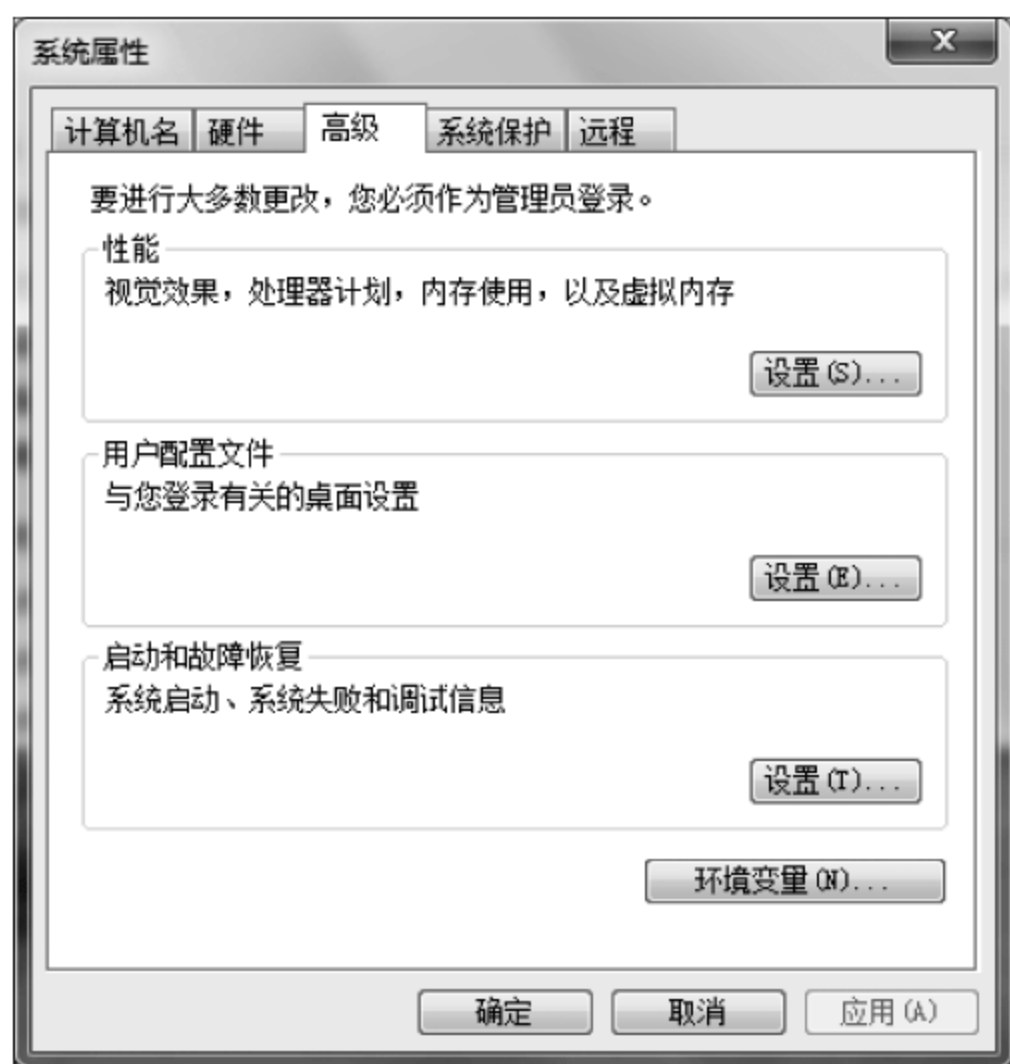 系统属性
计算机名 硬件 高级 系统保护 远程
要进行大多数更改，您必须作为管理员登录。
性能
视觉效果，处理器计划，内存使用，以及虚拟内存
设置(S)...
用户配置文件
与您登录有关的桌面设置
设置(E)...
启动和故障恢复
系统启动、系统失败和调试信息
设置(T)...
环境变量(N)...
确定 取消 应用(A)